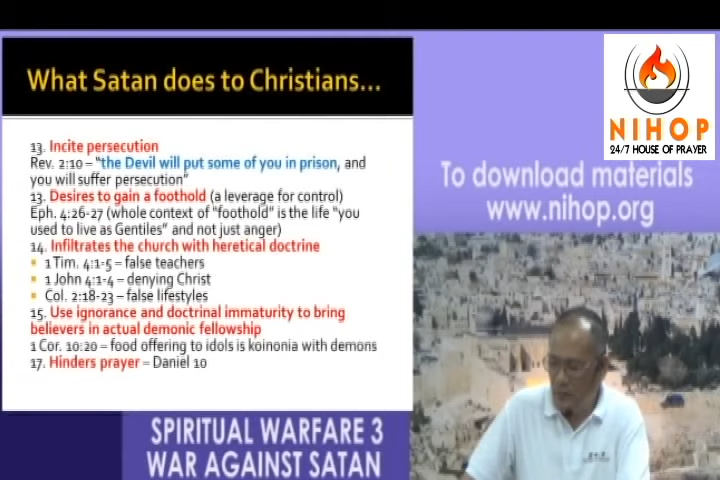 What Satan does to Christians...
13. Incite persecution
Rev. 2:10 – "the Devil will put some of you in prison, and
you will suffer persecution"
13. Desires to gain a foothold (a leverage for control)
Eph. 4:26-27 (whole context of "foothold" is the life "you
used to live as Gentiles" and not just anger)
14. Infiltrates the church with heretical doctrine
1 Tim. 4:1-5 – false teachers
1 John 4:1-4 – denying Christ
Col. 2:18-23 – false lifestyles
15. Use ignorance and doctrinal immaturity to bring
believers in actual demonic fellowship
1 Cor. 10:20 – food offering to idols is koinonia with demons
17. Hinders prayer – Daniel 10
NIHOP
24/7 HOUSE OF PRAYER
To download materials
www.nihop.org
SPIRITUAL WARFARE 3
WAR AGAINST SATAN